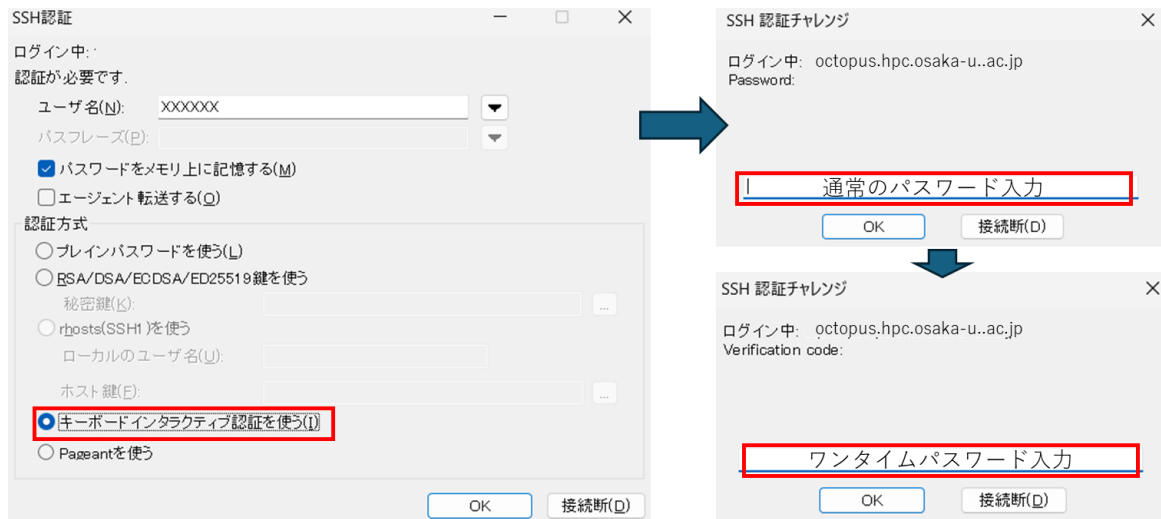 SSH認証
ログイン中:
認証が必要です.
ユーザ名(N):
XXXXXX
パスフレーズ(P):
パスワードをメモリ上に記憶する(M)
エージェント転送する(O)
認証方式
プレインパスワードを使う(L)
RSA/DSA/ECDSA/ED25519鍵を使う
秘密鍵(K):
...
rhosts(SSH1)を使う
ローカルのユーザ名(U):
ホスト鍵(F):
...
キーボードインタラクティブ認証を使う(I)
Pageantを使う
OK
接続断(D)
SSH 認証チャレンジ
ログイン中: octopus.hpc.osaka-u..ac.jp
Password:
通常のパスワード入力
OK
接続断(D)
SSH 認証チャレンジ
ログイン中: octopus.hpc.osaka-u..ac.jp
Verification code:
ワンタイムパスワード入力
OK
接続断(D)